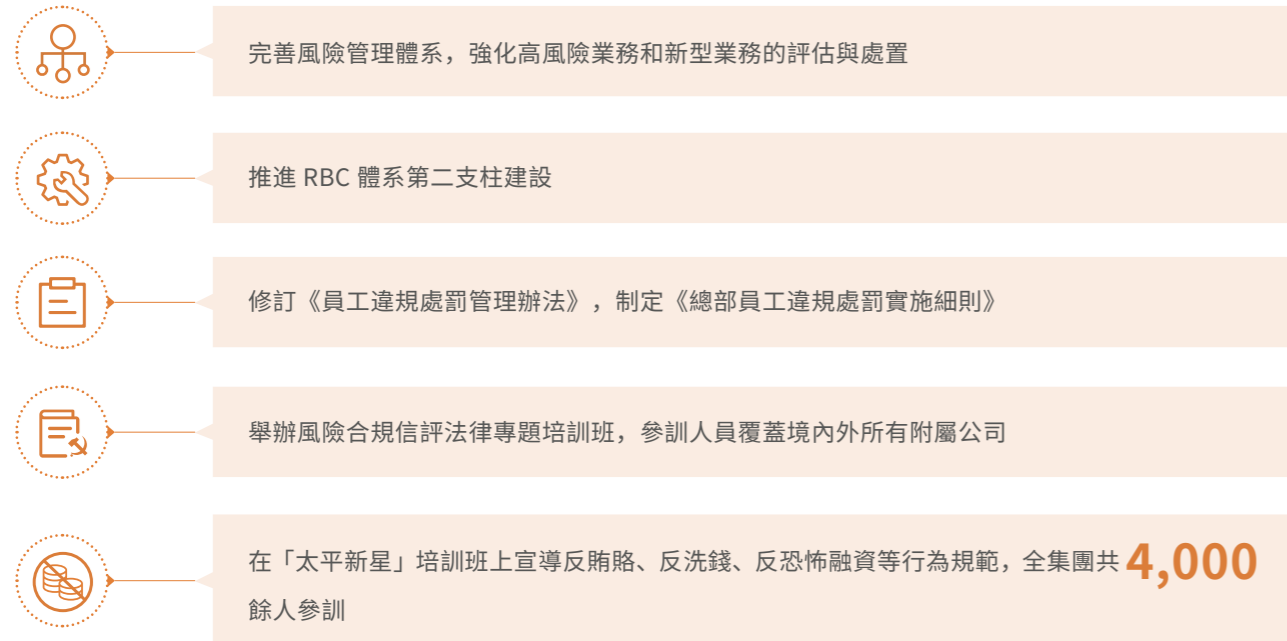 完善風險管理體系，強化高風險業務和新型業務的評估與處置
推進 RBC 體系第二支柱建設
修訂《員工違規處罰管理辦法》，制定《總部員工違規處罰實施細則》
舉辦風險合規信評法律專題培訓班，參訓人員覆蓋境內外所有附屬公司
在「太平新星」培訓班上宣導反賄賂、反洗錢、反恐怖融資等行為規範，全集團共 4,000
餘人參訓